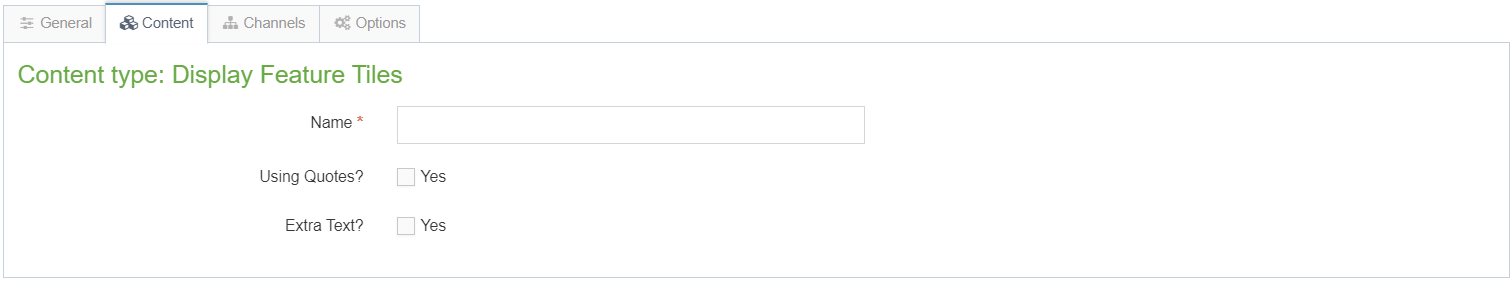 General Content Channels Options
Content type: Display Feature Tiles
Name *
Using Quotes? Yes
Extra Text? Yes